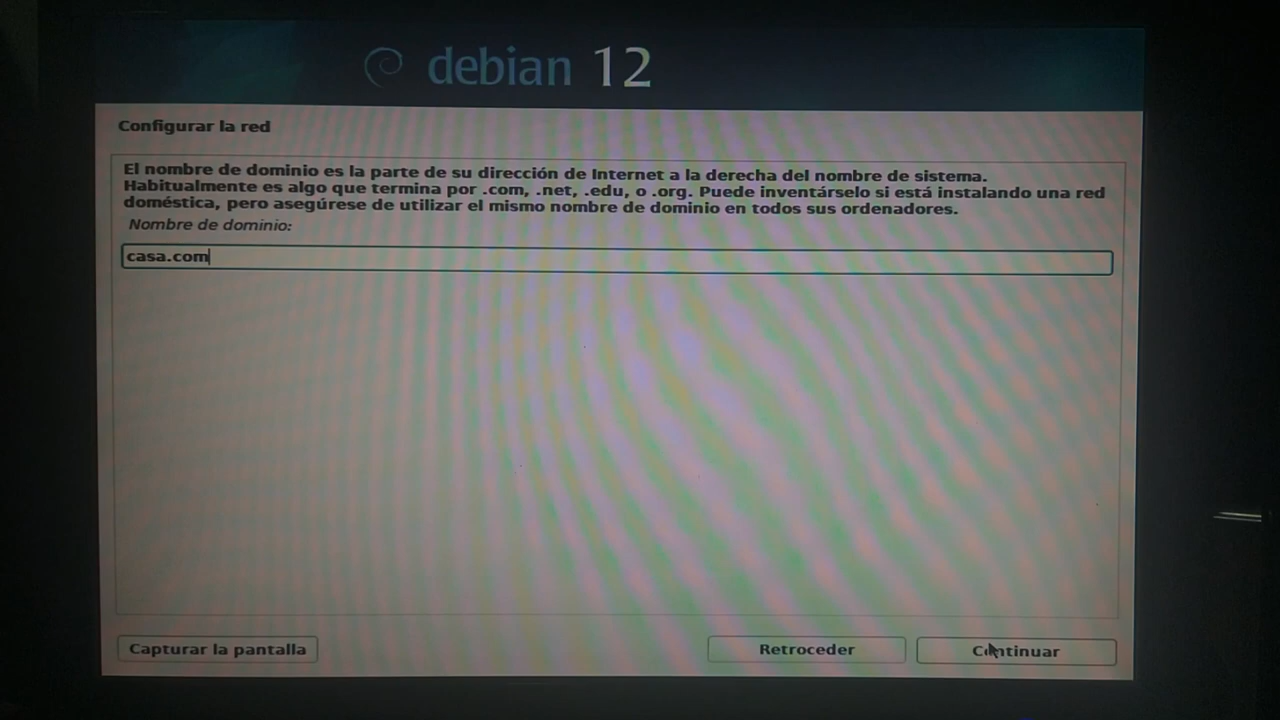 debian 12
Configurar la red
El nombre de dominio es la parte de su dirección de Internet a la derecha del nombre de sistema.
Habitualmente es algo que termina por .com, .net, .edu, o .org. Puede inventárselo si está instalando una red
doméstica, pero asegúrese de utilizar el mismo nombre de dominio en todos sus ordenadores.
Nombre de dominio:
casa.com
Capturar la pantalla
Retroceder
Continuar